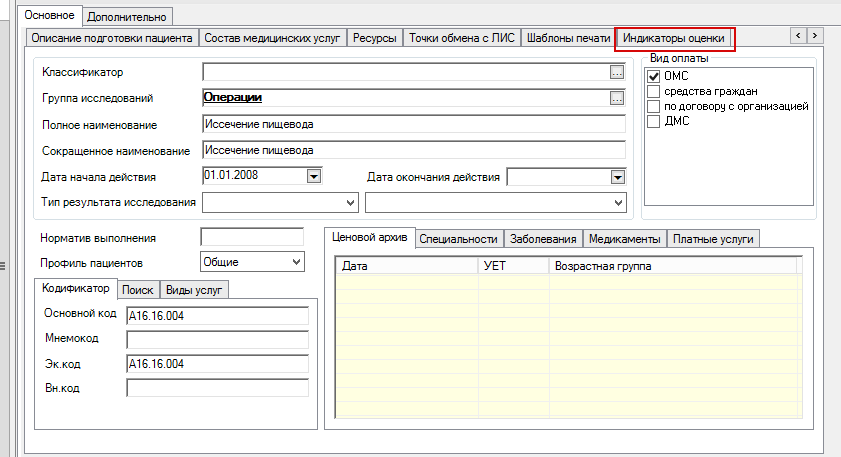 Основное Дополнительно
Описание подготовки пациента Состав медицинских услуг Ресурсы Точки обмена с ЛИС Шаблоны печати Индикаторы оценки
Классификатор ...
Группа исследований Операции ...
Полное наименование Иссечение пищевода
Сокращенное наименование Иссечение пищевода
Дата начала действия 01.01.2008 Дата окончания действия
Тип результата исследования
Вид оплаты
ОМС
средства граждан
по договору с организацией
ДМС
Норматив выполнения
Профиль пациентов Общие
Кодификатор Поиск Виды услуг
Основной код A16.16.004
Мнемокод
Эк.код A16.16.004
Вн.код
Ценовой архив Специальности Заболевания Медикаменты Платные услуги
Дата УЕТ Возрастная группа